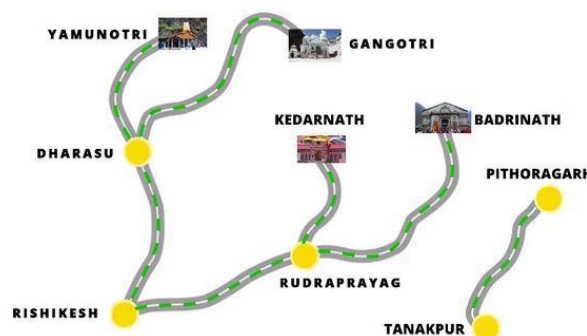 YAMUNOTRI
GANGOTRI
KEDARNATH
BADRINATH
DHARASU
PITHORAGARH
RUDRAPRAYAG
RISHIKESH
TANAKPUR